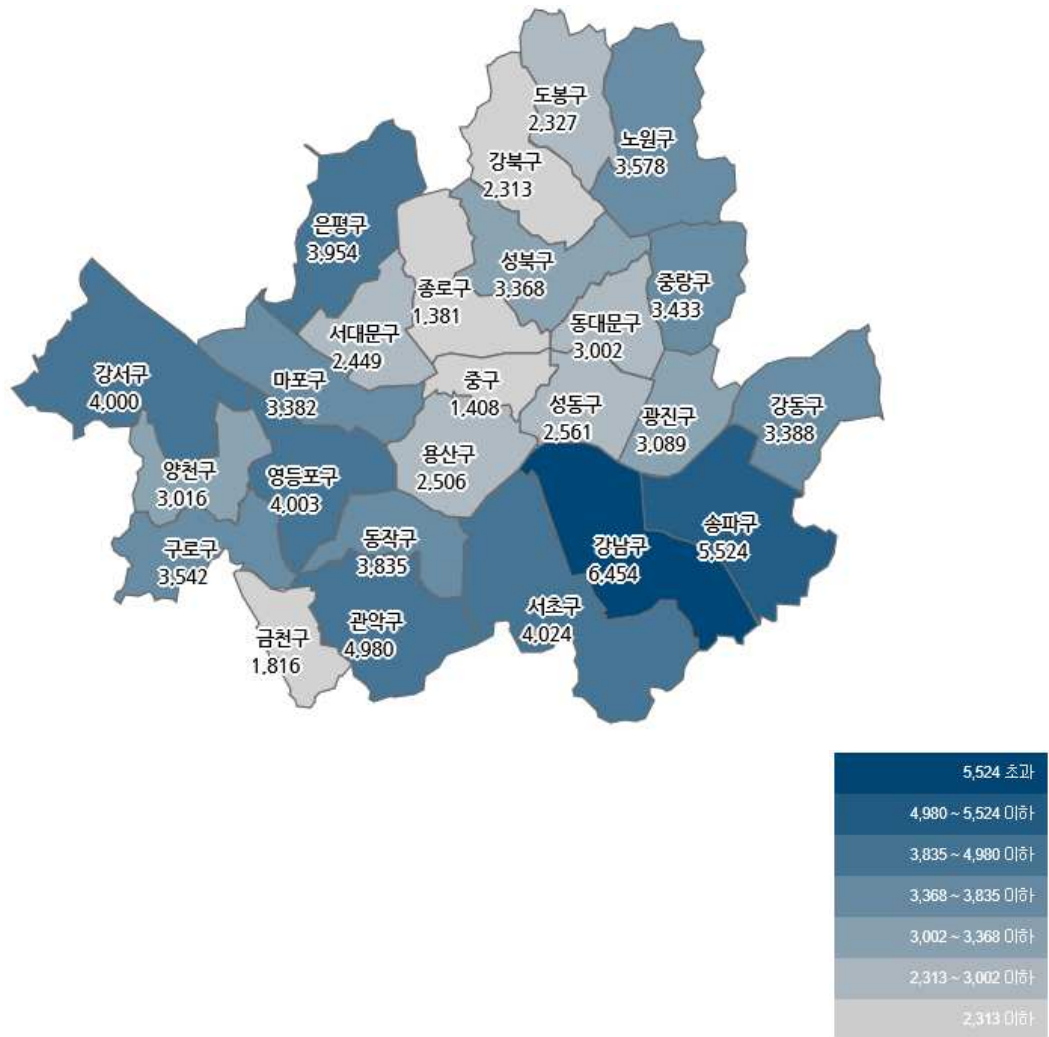 도봉구
2,327
노원구
3,578
강북구
2,313
은평구
3,954
성북구
3,368
중랑구
3,433
종로구
1,381
동대문구
3,002
서대문구
2,449
강서구
4,000
마포구
3,382
중구
1,408
성동구
2,561
광진구
3,089
강동구
3,388
용산구
2,506
양천구
3,016
영등포구
4,003
송파구
5,524
동작구
3,835
강남구
6,454
구로구
3,542
서초구
4,024
관악구
4,980
금천구
1,816
5,524 초과
4,980 ~ 5,524 이하
3,835 ~ 4,980 이하
3,368 ~ 3,835 이하
3,002 ~ 3,368 이하
2,313 ~ 3,002 이하
2,313 이하